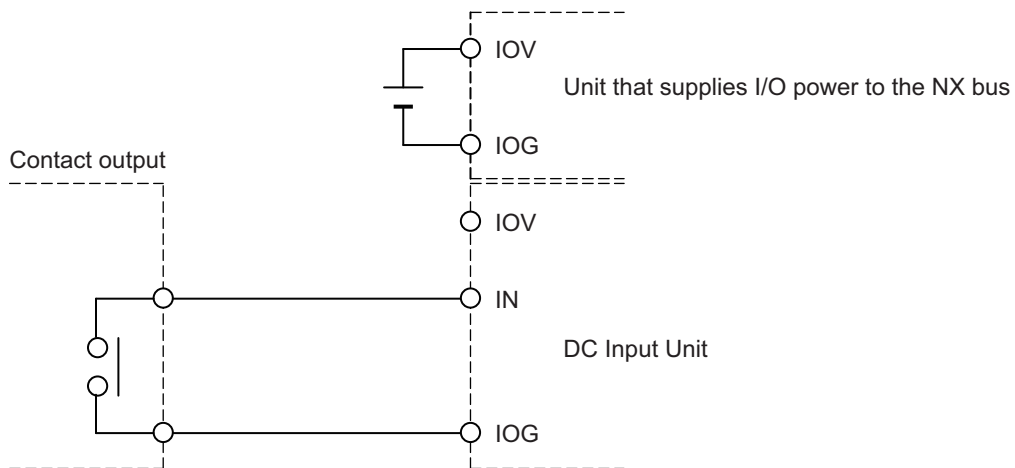 IOV
Unit that supplies I/O power to the NX bus
IOG
Contact output
IOV
IN
DC Input Unit
IOG